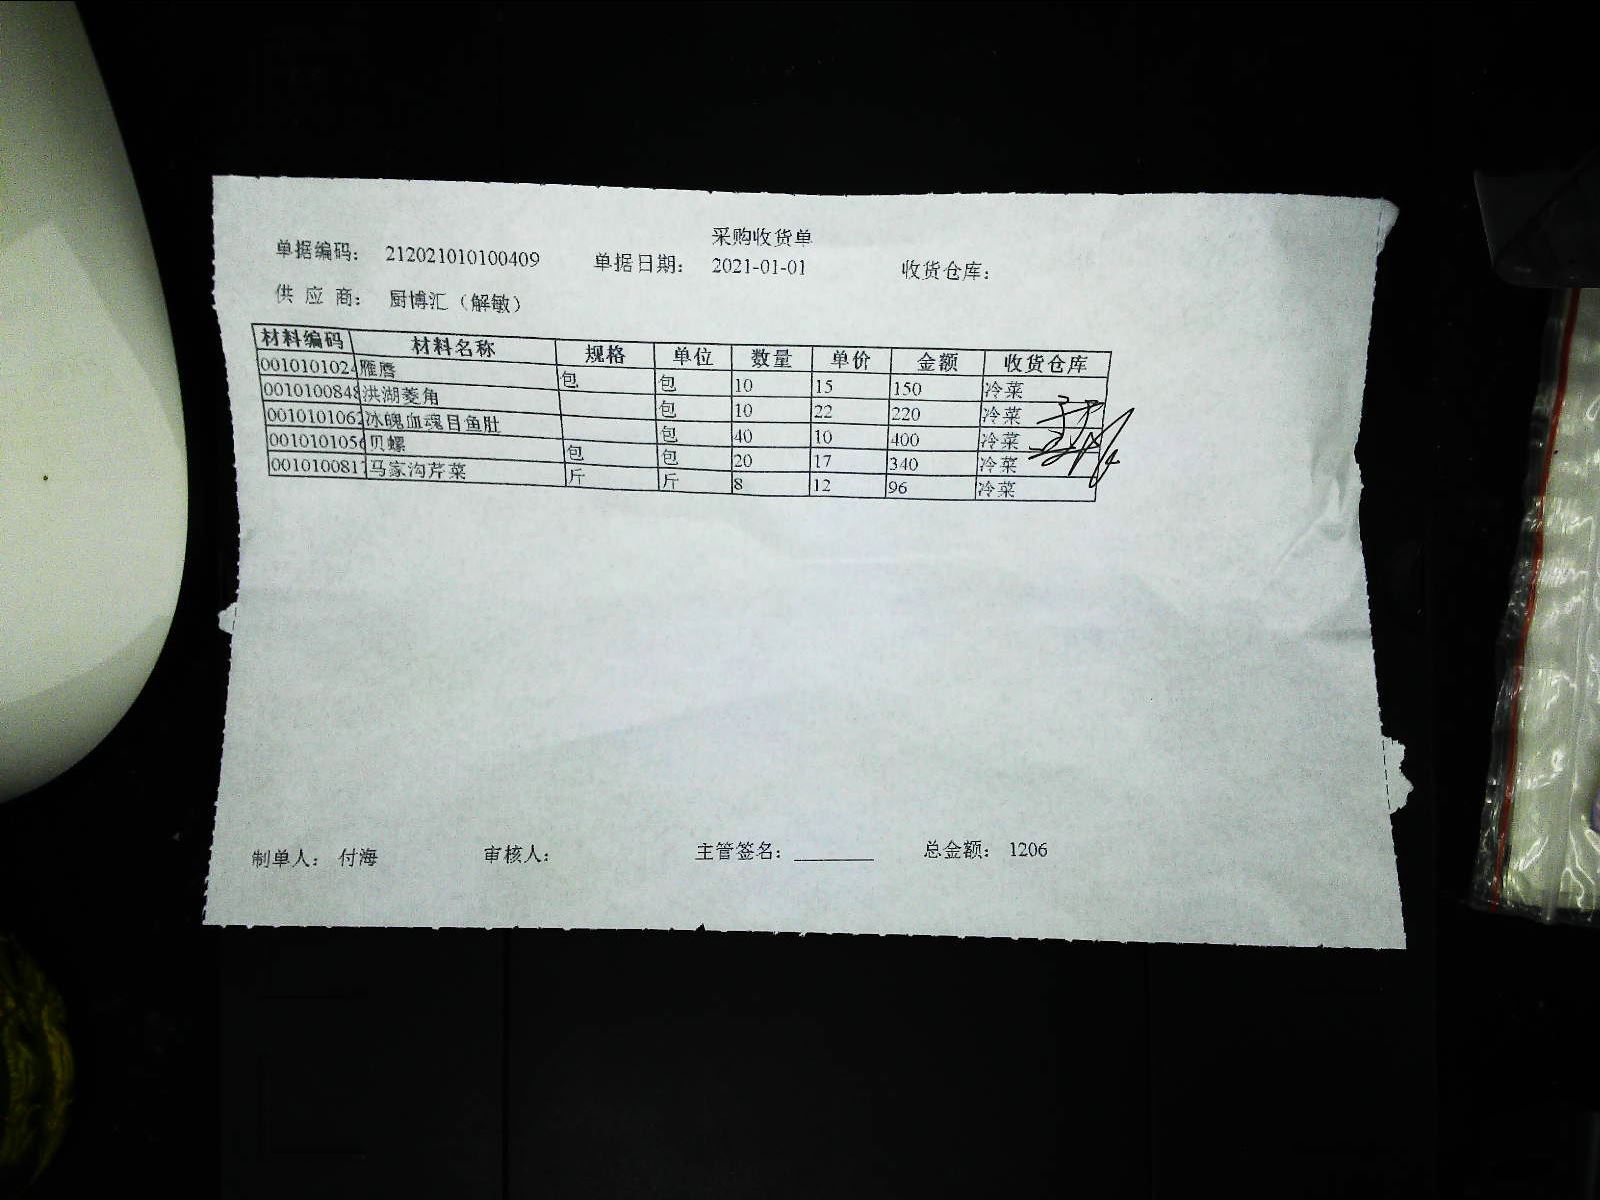 采购收货单
单据编码： 212021010100409 单据日期： 2021-01-01 收货仓库：
供 应 商： 厨博汇（解敏）
材料编码 材料名称 规格 单位 数量 单价 金额 收货仓库
0010101024 雁唇 包 包 10 15 150 冷菜
0010100848 洪湖菱角 包 10 22 220 冷菜
0010101062 冰魄血魂目鱼肚 包 40 10 400 冷菜
0010101056 贝螺 包 包 20 17 340 冷菜
0010100817 马家沟芹菜 斤 斤 8 12 96 冷菜
制单人： 付海 审核人： 主管签名： 总金额： 1206